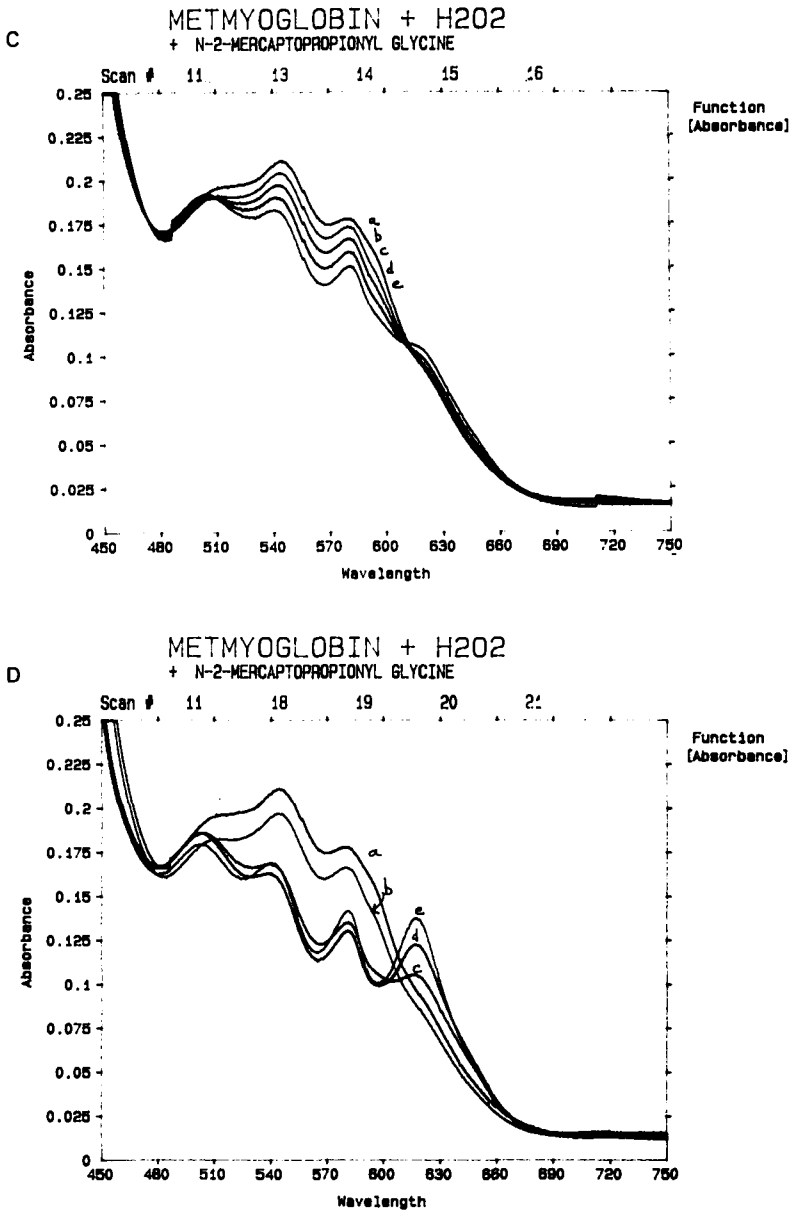 C
METMYOGLOBIN + H2O2
+ N-2-MERCAPTOPROPIONYL GLYCINE
Scan # 11 13 14 15 16
Function
[Absorbance]
0.25
0.225
0.2
0.175
0.15
0.125
0.1
0.075
0.05
0.025
0
Absorbance
a
b
c
d
e
450 480 510 540 570 600 630 660 690 720 750
Wavelength
D
METMYOGLOBIN + H2O2
+ N-2-MERCAPTOPROPIONYL GLYCINE
Scan # 11 18 19 20 21
Function
[Absorbance]
0.25
0.225
0.2
0.175
0.15
0.125
0.1
0.075
0.05
0.025
0
Absorbance
a
b
e
d
c
450 480 510 540 570 600 630 660 690 720 750
Wavelength